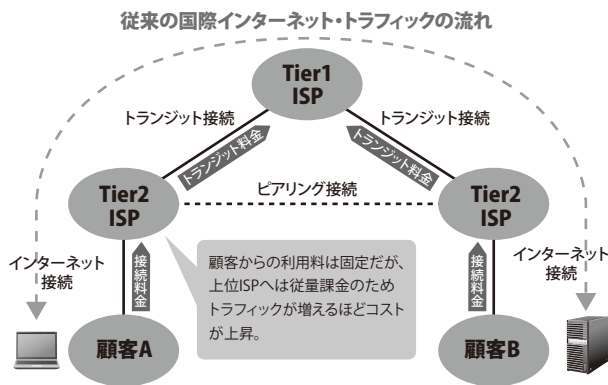 従来の国際インターネット・トラフィックの流れ
Tier1
ISP
トランジット接続
トランジット接続
トランジット料金
トランジット料金
Tier2
ISP
ピアリング接続
Tier2
ISP
インターネット
接続
接続料金
顧客からの利用料は固定だが、
上位ISPへは従量課金のため
トラフィックが増えるほどコスト
が上昇。
接続料金
インターネット
接続
顧客A
顧客B